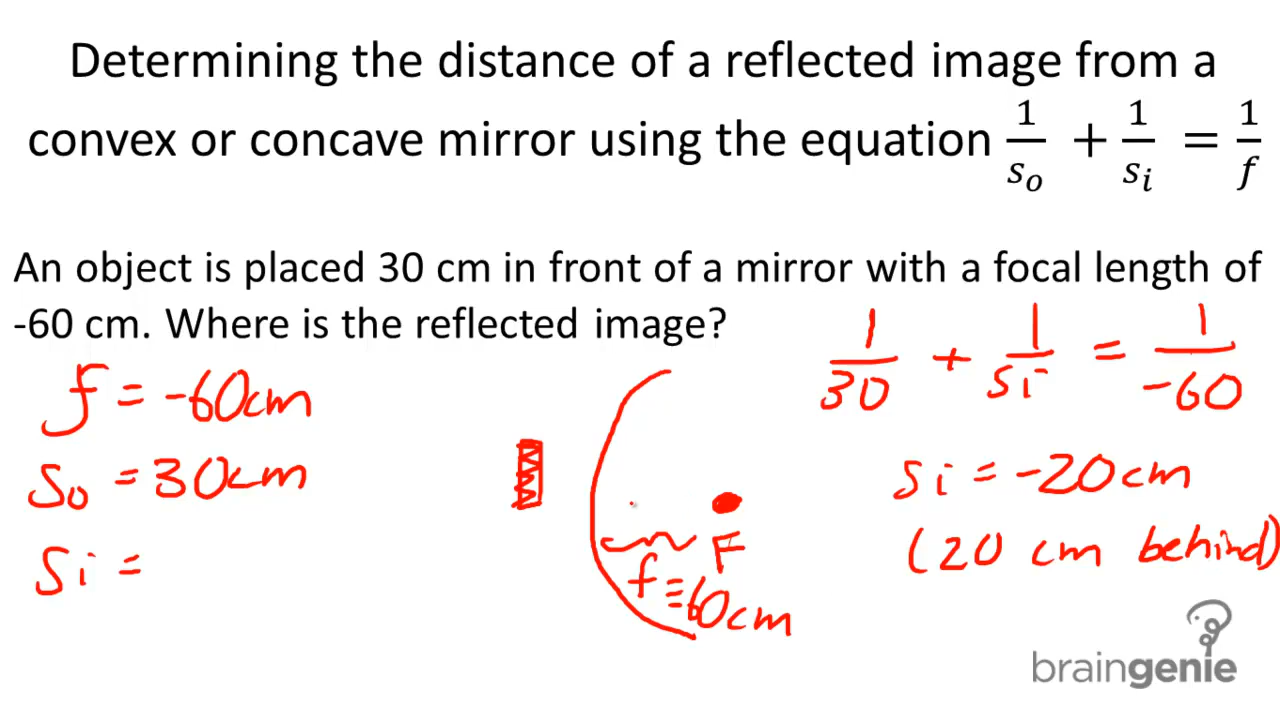 Determining the distance of a reflected image from a
convex or concave mirror using the equation 1/sₒ + 1/sᵢ = 1/f
An object is placed 30 cm in front of a mirror with a focal length of
-60 cm. Where is the reflected image?
f = -60cm
so = 30cm
si =
F
f = -60cm
1/30 + 1/si = 1/-60
si = -20cm
(20 cm behind)
braingenie